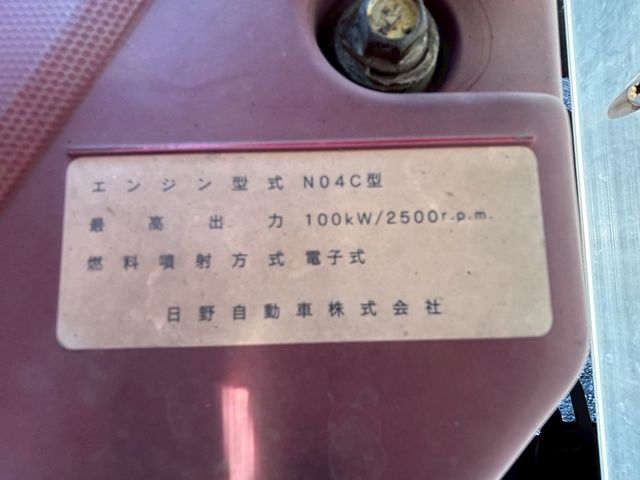 エンジン型式 N04C型
最高出力 100kW/2500r.p.m.
燃料噴射方式 電子式
日野自動車株式会社